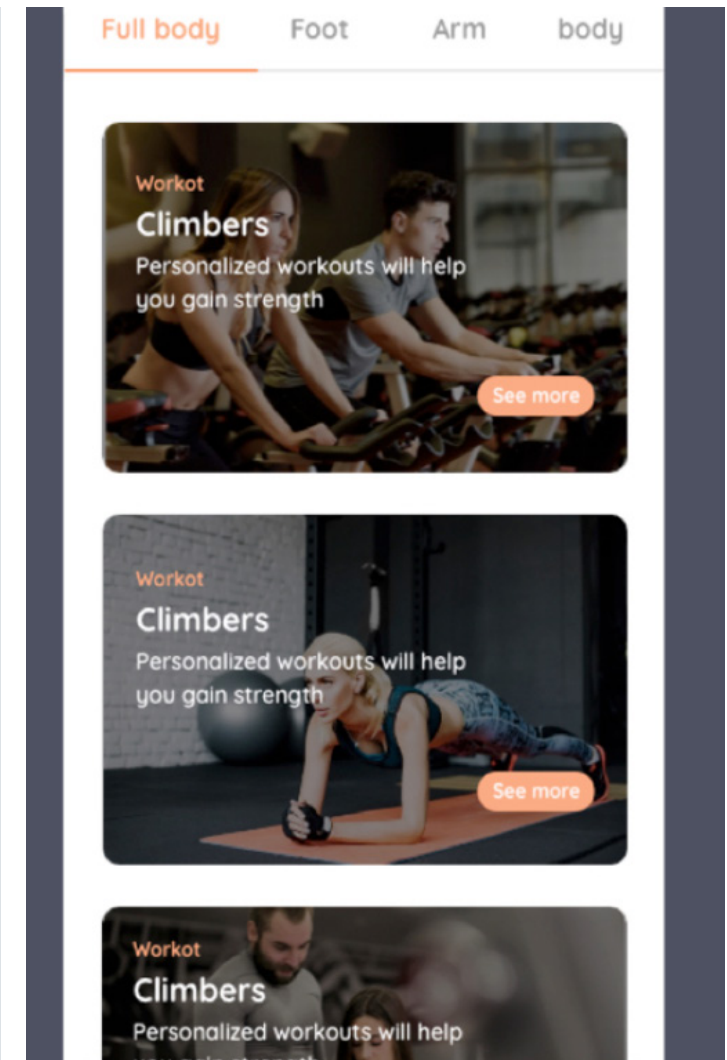 Full body Foot Arm body
Workot
Climbers
Personalized workouts will help
you gain strength
See more
Workot
Climbers
Personalized workouts will help
you gain strength
See more
Workot
Climbers
Personalized workouts will help